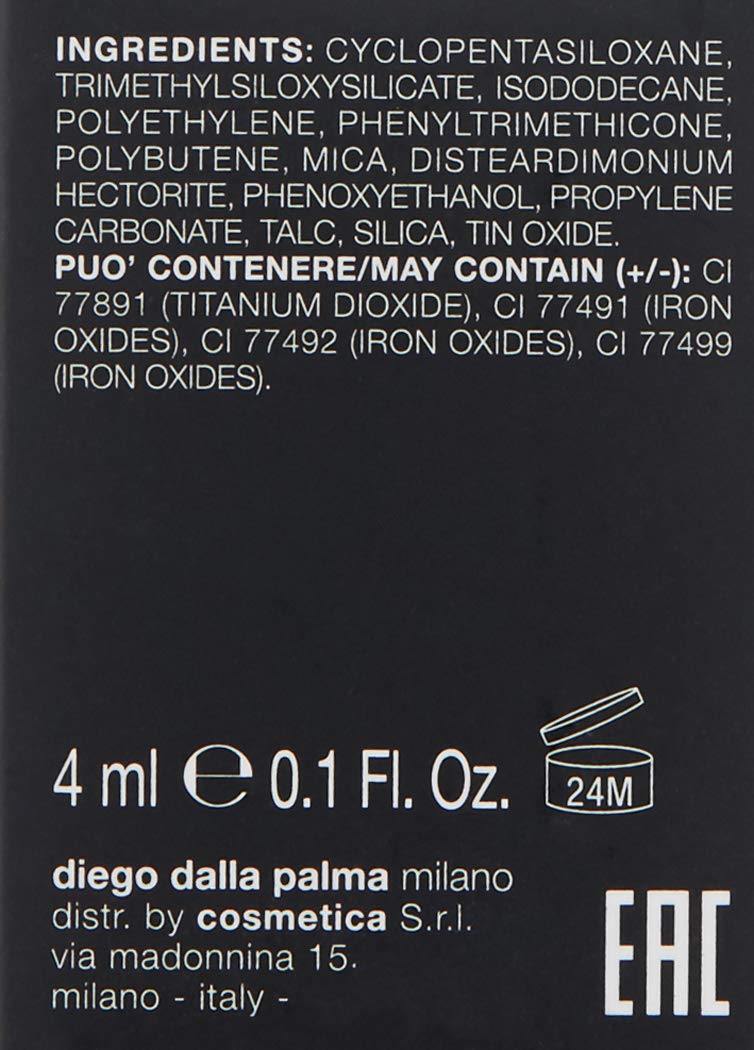 INGREDIENTS: CYCLOPENTASILOXANE,
TRIMETHYLSILOXYSILICATE, ISODODECANE,
POLYETHYLENE, PHENYLTRIMETHICONE,
POLYBUTENE, MICA, DISTEARDIMONIUM
HECTORITE, PHENOXYETHANOL, PROPYLENE
CARBONATE, TALC, SILICA, TIN OXIDE.
PUO' CONTENERE/MAY CONTAIN (+/-): CI
77891 (TITANIUM DIOXIDE), CI 77491 (IRON
OXIDES), CI 77492 (IRON OXIDES), CI 77499
(IRON OXIDES).
4 ml ℮ 0.1 Fl. Oz.
24M
diego dalla palma milano
distr. by cosmetica S.r.l.
via madonnina 15.
milano - italy -
EAC